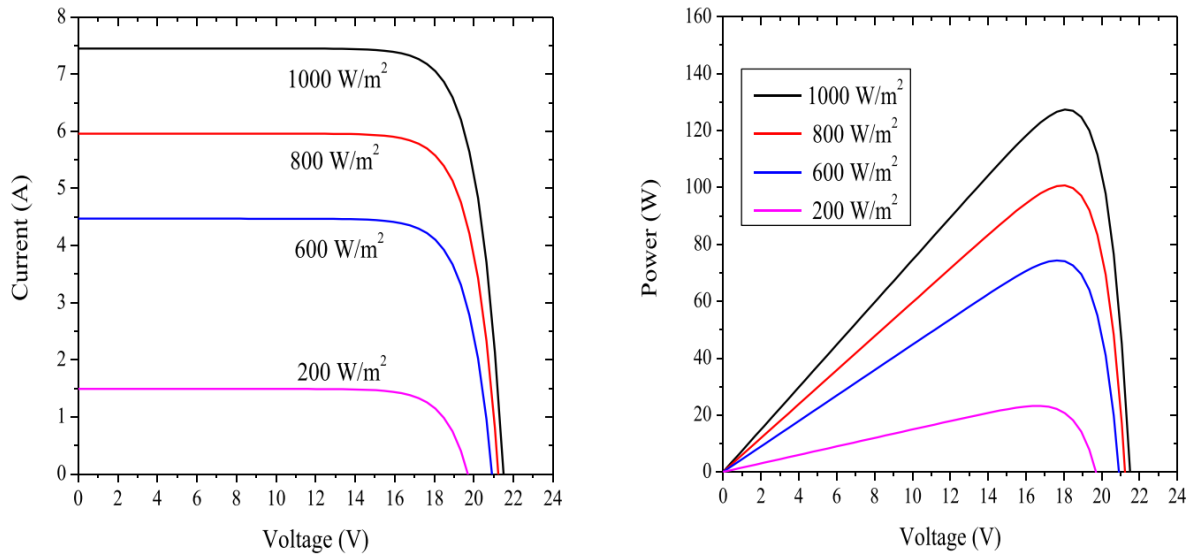 8
7
6
5
4
3
2
1
0
Current (A)
1000 W/m²
800 W/m²
600 W/m²
200 W/m²
0 2 4 6 8 10 12 14 16 18 20 22 24
Voltage (V)
160
140
120
100
80
60
40
20
0
Power (W)
1000 W/m²
800 W/m²
600 W/m²
200 W/m²
0 2 4 6 8 10 12 14 16 18 20 22 24
Voltage (V)